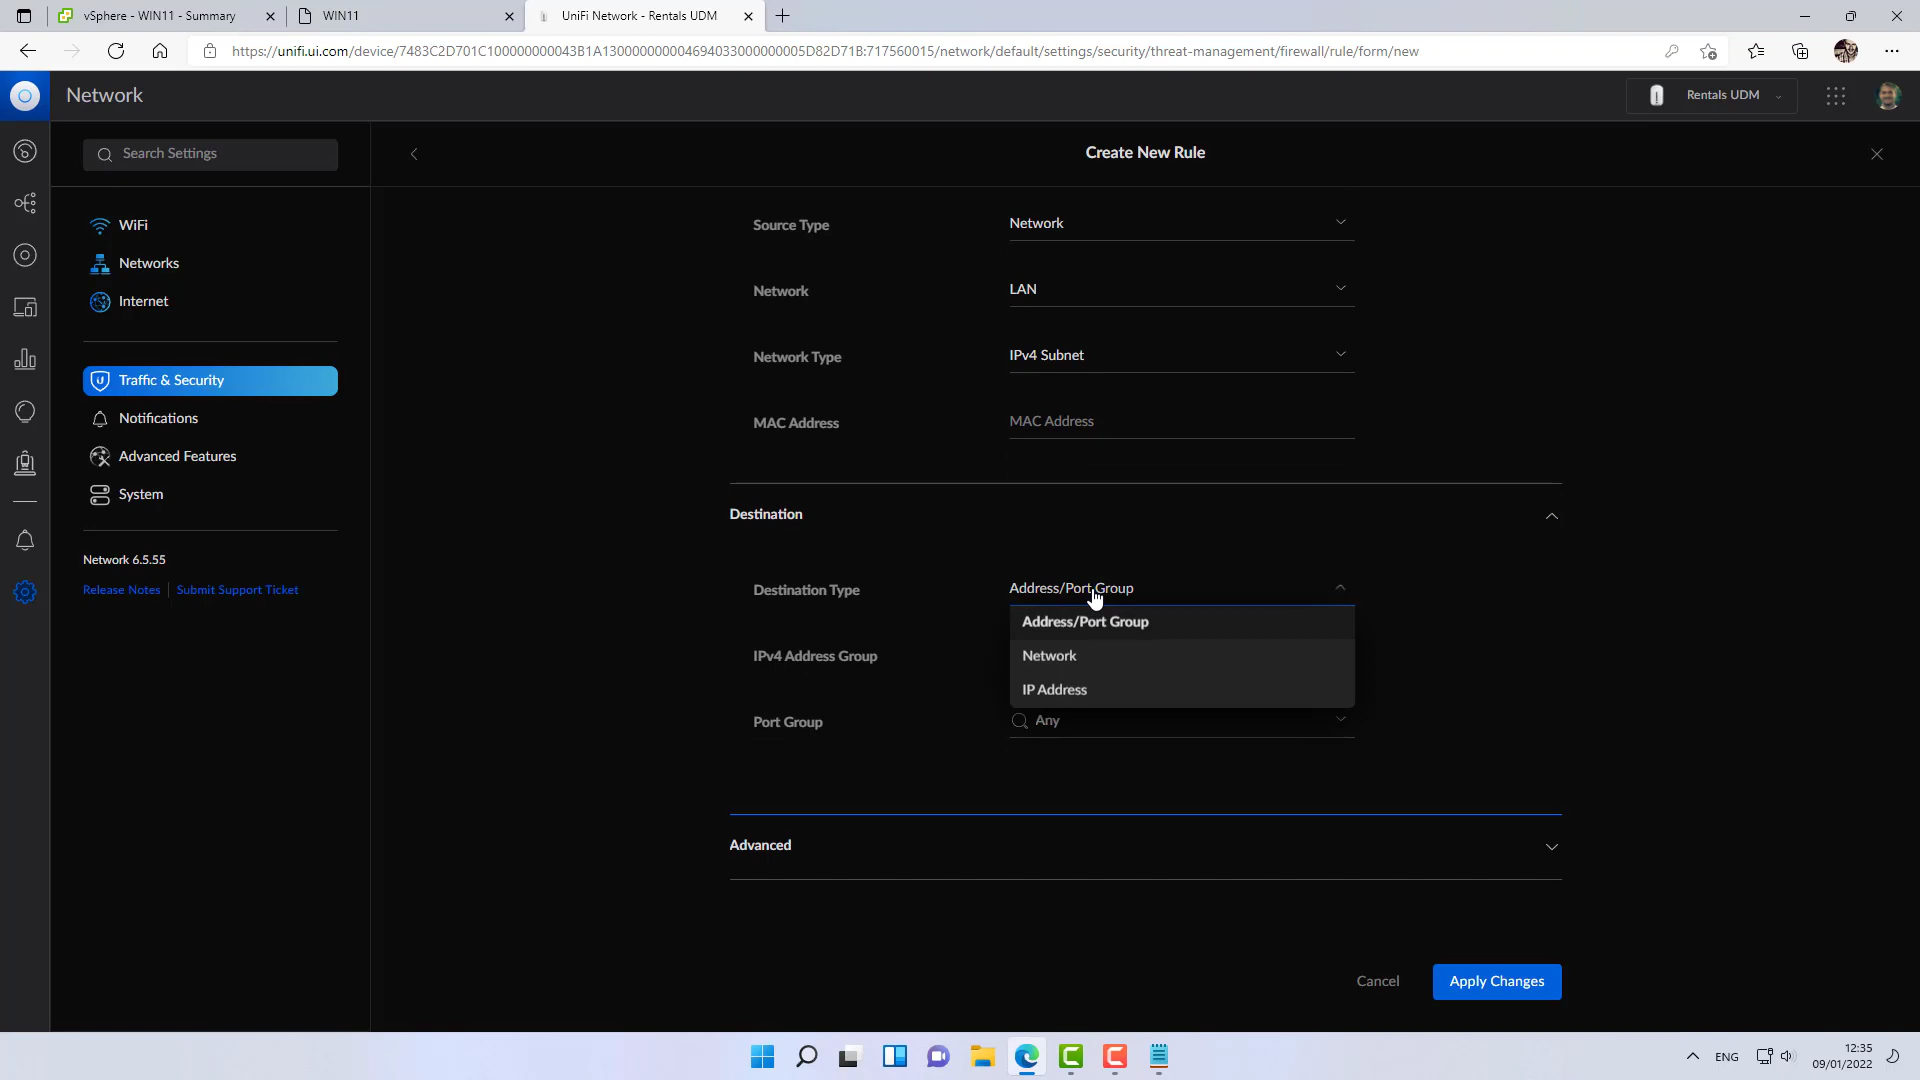 vSphere - WIN11 - Summary
WIN11
UniFi Network - Rentals UDM
https://unifi.ui.com/device/7483C2D701C100000000043B1A130000000004694033000000005D82D71B:717560015/network/default/settings/security/threat-management/firewall/rule/form/new
Network
Rentals UDM
Search Settings
Create New Rule
WiFi
Networks
Internet
Traffic & Security
Notifications
Advanced Features
System
Network 6.5.55
Release Notes
Submit Support Ticket
Source Type
Network
Network
LAN
Network Type
IPv4 Subnet
MAC Address
MAC Address
Destination
Destination Type
Address/Port Group
Address/Port Group
Network
IP Address
IPv4 Address Group
Port Group
Any
Advanced
Cancel
Apply Changes
ENG
12:35
09/01/2022